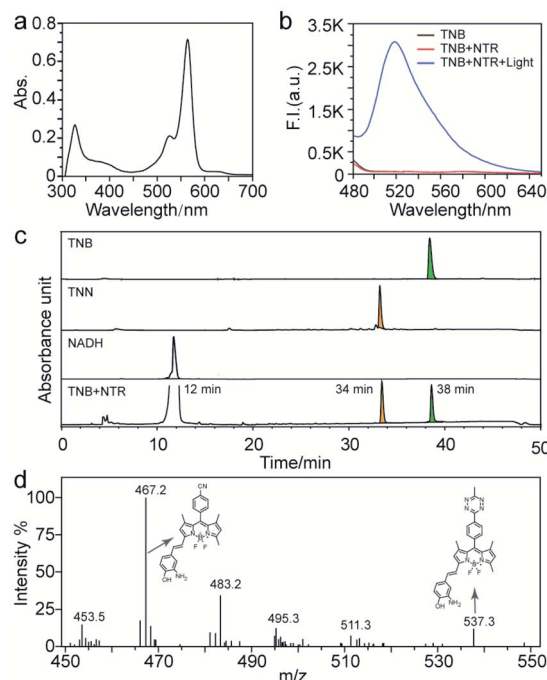 a
Abs.
0.8
0.6
0.4
0.2
0
300 400 500 600 700
Wavelength/nm
b
F.I.(a.u.)
3.5K
2.5K
1.5K
0.5K
0
480 520 560 600 640
Wavelength/nm
TNB
TNB+NTR
TNB+NTR+Light
c
Absorbance unit
TNB
TNN
NADH
TNB+NTR
12 min
34 min
38 min
0 10 20 30 40 50
Time/min
d
Intensity %
100
75
50
25
0
453.5
467.2
483.2
495.3
511.3
537.3
CN
N
B
N
F F
OH
NH2
N N
N N
N
B
N
F F
OH
NH2
450 470 490 510 530 550
m/z